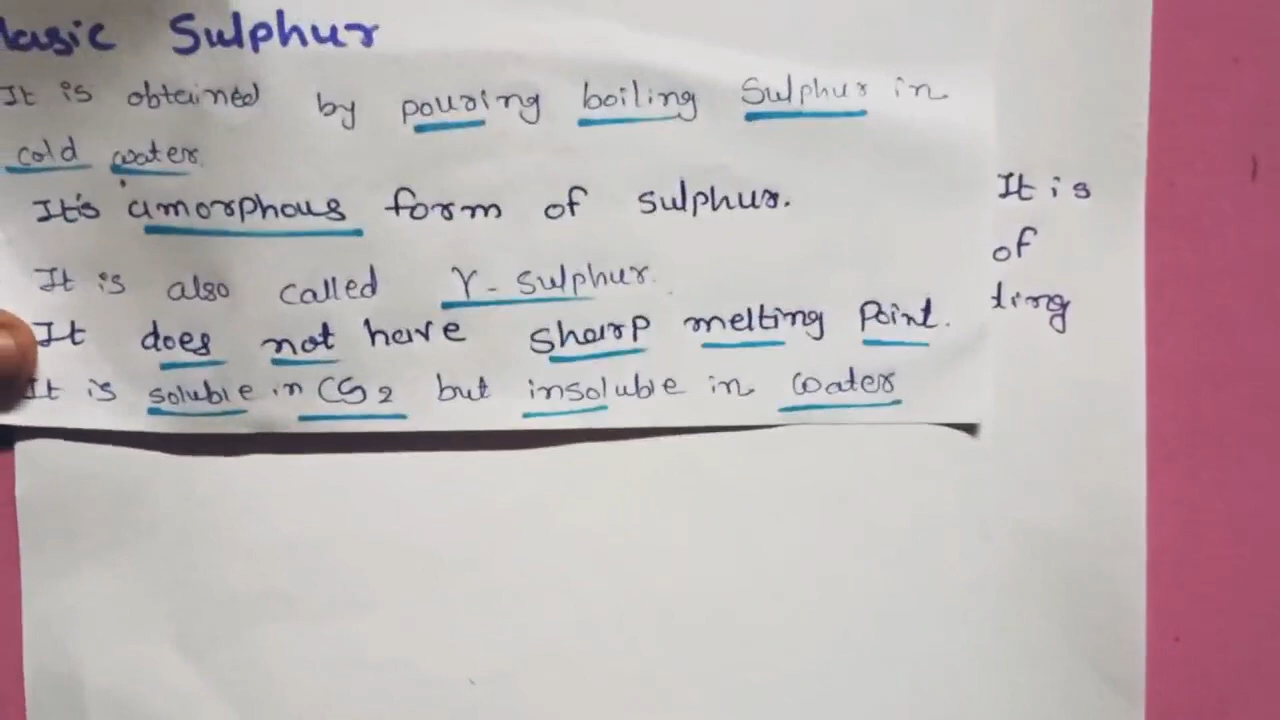 lasic Sulphur
It is obtained by pouring boiling Sulphur in
cold water.
It's amorphous form of sulphur.
It is also called γ- sulphur.
It does not have sharp melting Point.
It is soluble in CS2 but insoluble in water
It is
of
ting